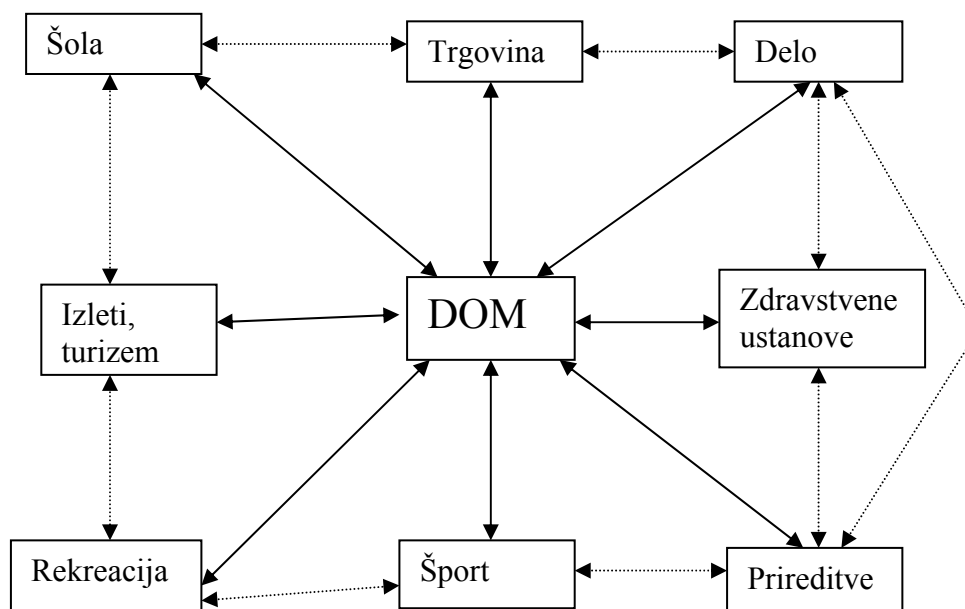 Šola
Trgovina
Delo
Izleti,
turizem
DOM
Zdravstvene
ustanove
Rekreacija
Šport
Prireditve